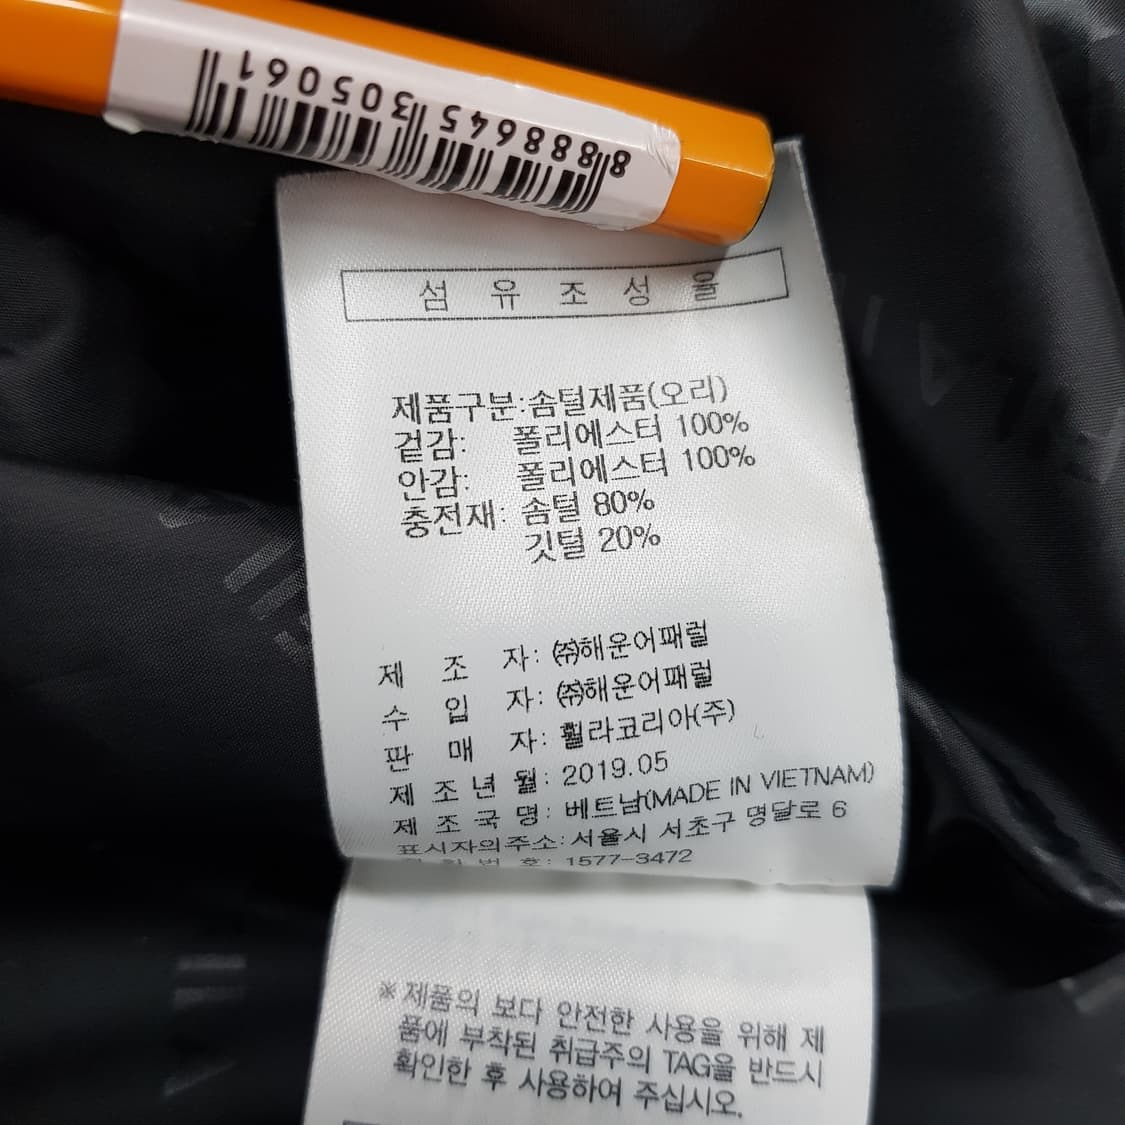 8 888645 305061
섬 유 조 성 율
제품구분:솜털제품(오리)
겉감: 폴리에스터 100%
안감: 폴리에스터 100%
충전재: 솜털 80%
깃털 20%
제 조 자: ㈜해운어패럴
수 입 자: ㈜해운어패럴
판 매 자: 휠라코리아(주)
제 조 년 월: 2019.05
제 조 국 명: 베트남(MADE IN VIETNAM)
표시자의주소:서울시 서초구 명달로 6
번 호: 1577-3472
※ 제품의 보다 안전한 사용을 위해 제
품에 부착된 취급주의 TAG을 반드시
확인한 후 사용하여 주십시오.